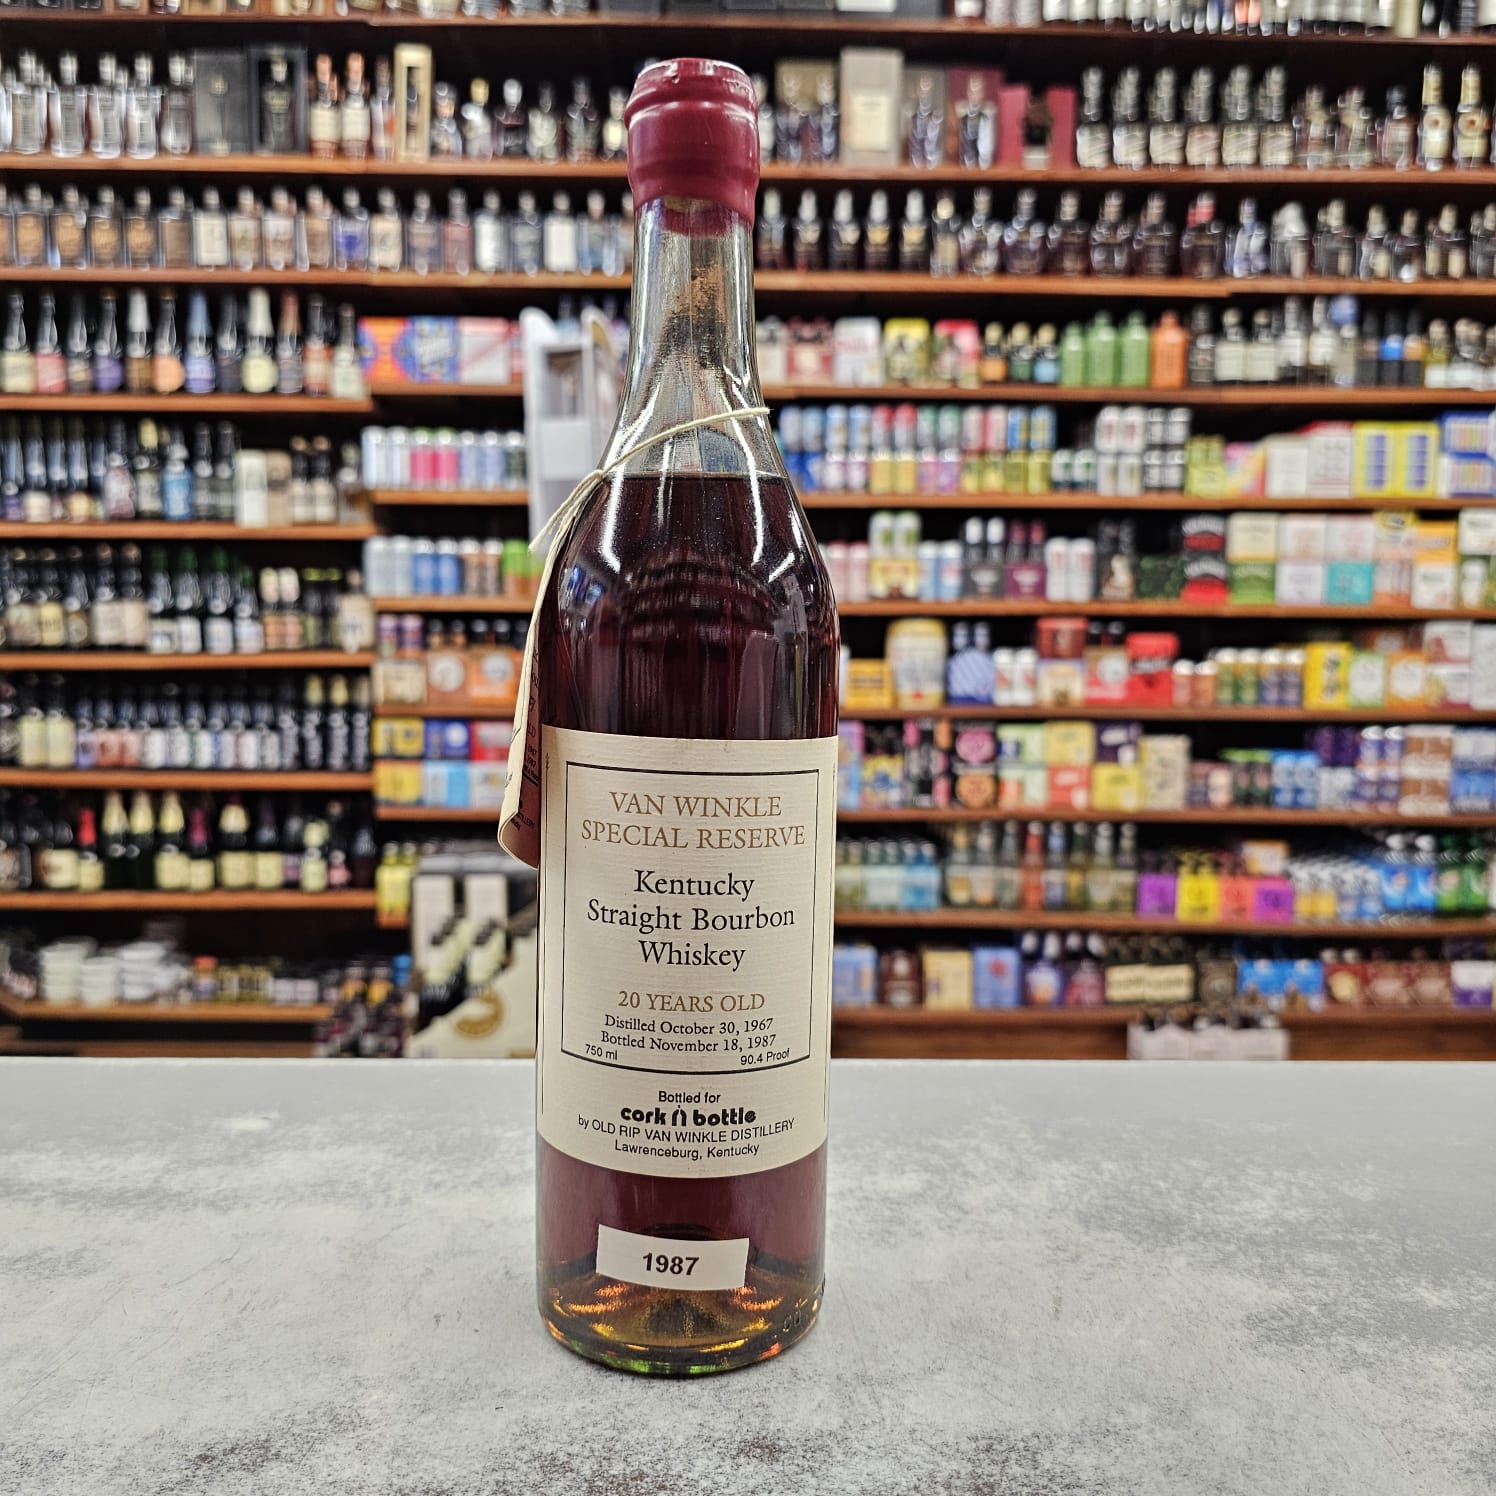 VAN WINKLE
SPECIAL RESERVE
Kentucky
Straight Bourbon
Whiskey
20 YEARS OLD
Distilled October 30, 1967
Bottled November 18, 1987
750 ml 90.4 Proof
Bottled for
cork n bottle
by OLD RIP VAN WINKLE DISTILLERY
Lawrenceburg, Kentucky
1987